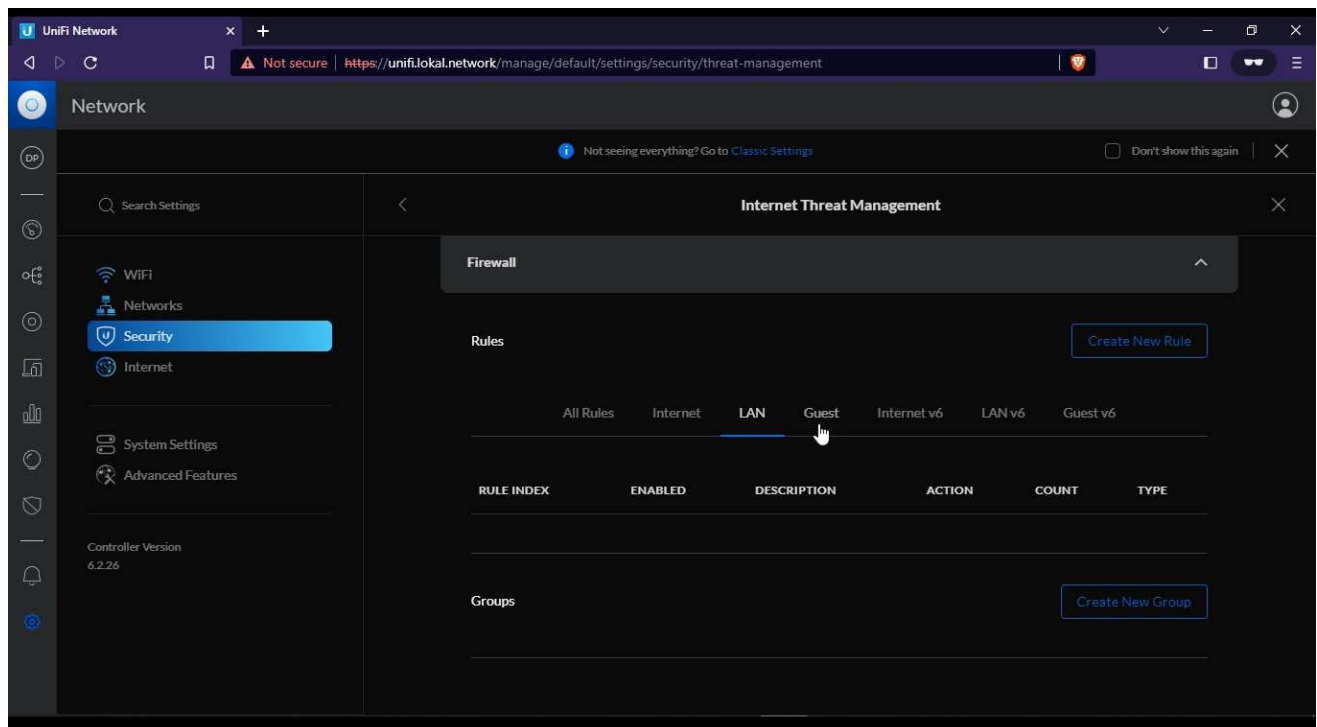 UniFi Network
Not secure https://unifi.lokal.network/manage/default/settings/security/threat-management
Network
DP
Not seeing everything? Go to Classic Settings
Don't show this again
Search Settings
Internet Threat Management
WiFi
Networks
Security
Internet
System Settings
Advanced Features
Controller Version
6.2.26
Firewall
Rules
Create New Rule
All Rules Internet LAN Guest Internet v6 LAN v6 Guest v6
RULE INDEX ENABLED DESCRIPTION ACTION COUNT TYPE
Groups
Create New Group